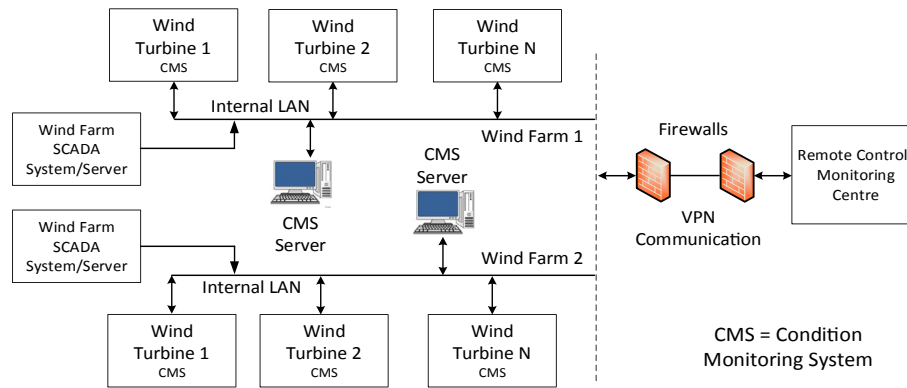 Wind
Turbine 1
CMS
Wind
Turbine 2
CMS
Wind
Turbine N
CMS
Internal LAN
Wind Farm
SCADA
System/Server
Wind Farm 1
CMS
Server
CMS
Server
Firewalls
VPN
Communication
Remote Control
Monitoring
Centre
Wind Farm
SCADA
System/Server
Wind Farm 2
Internal LAN
Wind
Turbine 1
CMS
Wind
Turbine 2
CMS
Wind
Turbine N
CMS
CMS = Condition
Monitoring System